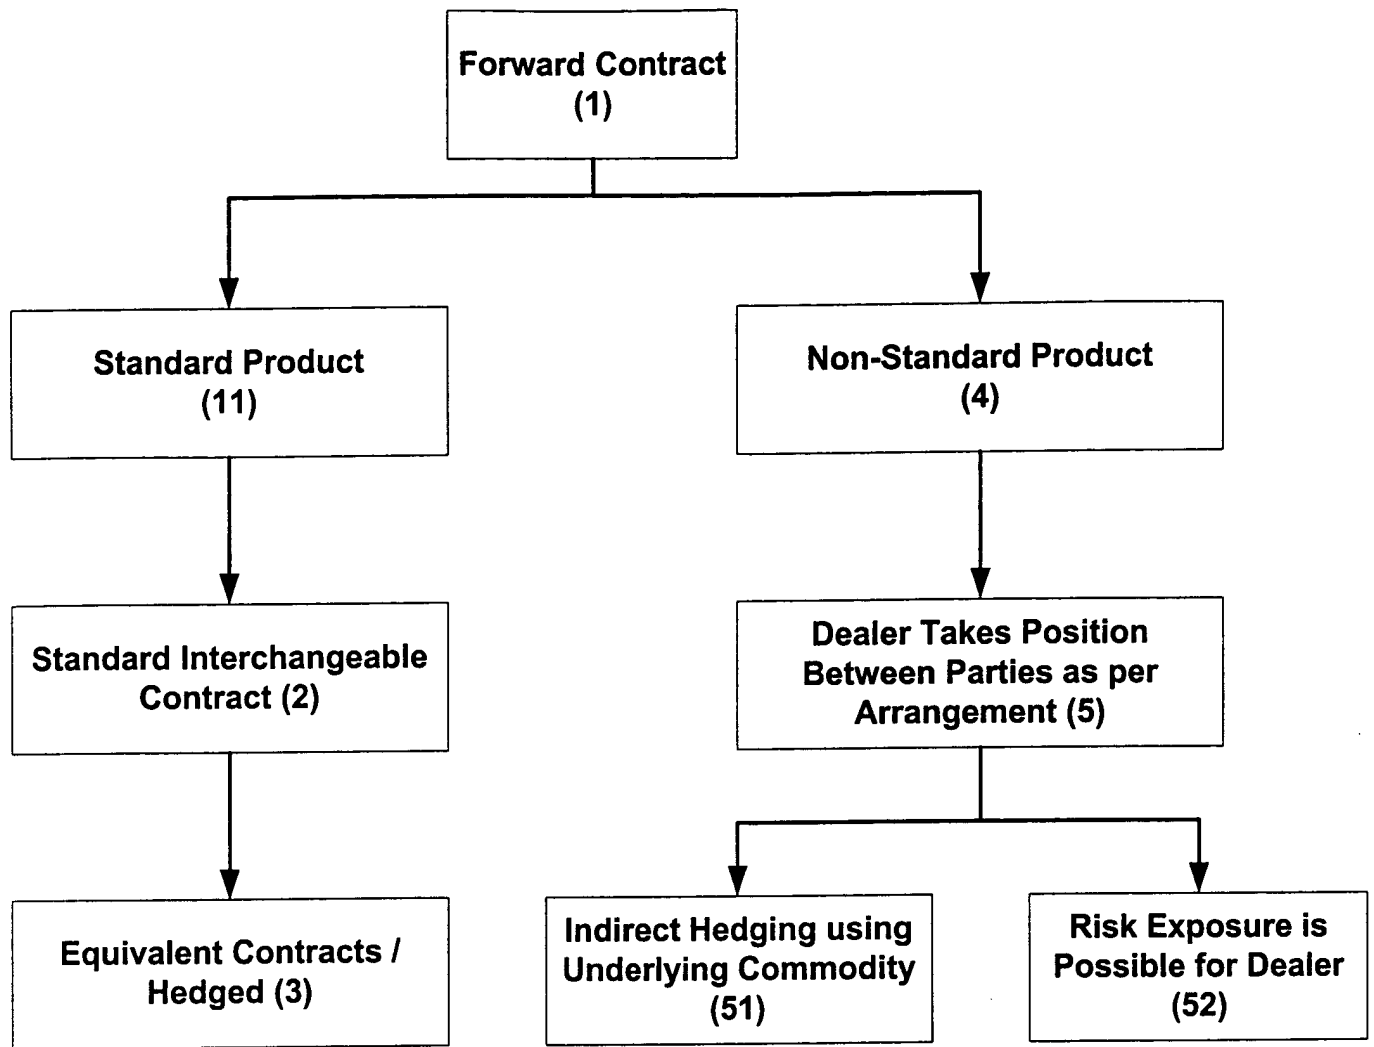 Forward Contract
(1)
Standard Product
(11)
Non-Standard Product
(4)
Standard Interchangeable
Contract (2)
Dealer Takes Position
Between Parties as per
Arrangement (5)
Equivalent Contracts /
Hedged (3)
Indirect Hedging using
Underlying Commodity
(51)
Risk Exposure is
Possible for Dealer
(52)